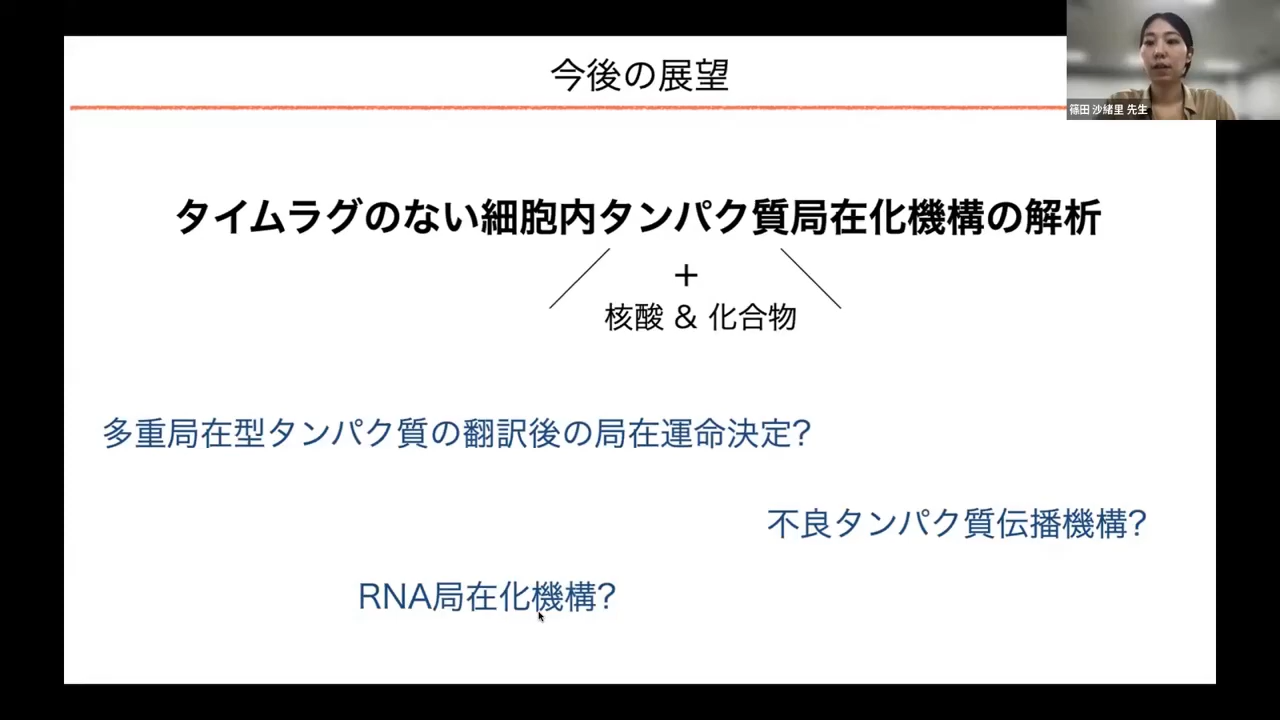 今後の展望
篠田 沙緒里 先生
タイムラグのない細胞内タンパク質局在化機構の解析
+
核酸 & 化合物
多重局在型タンパク質の翻訳後の局在運命決定?
不良タンパク質伝播機構?
RNA局在化機構?